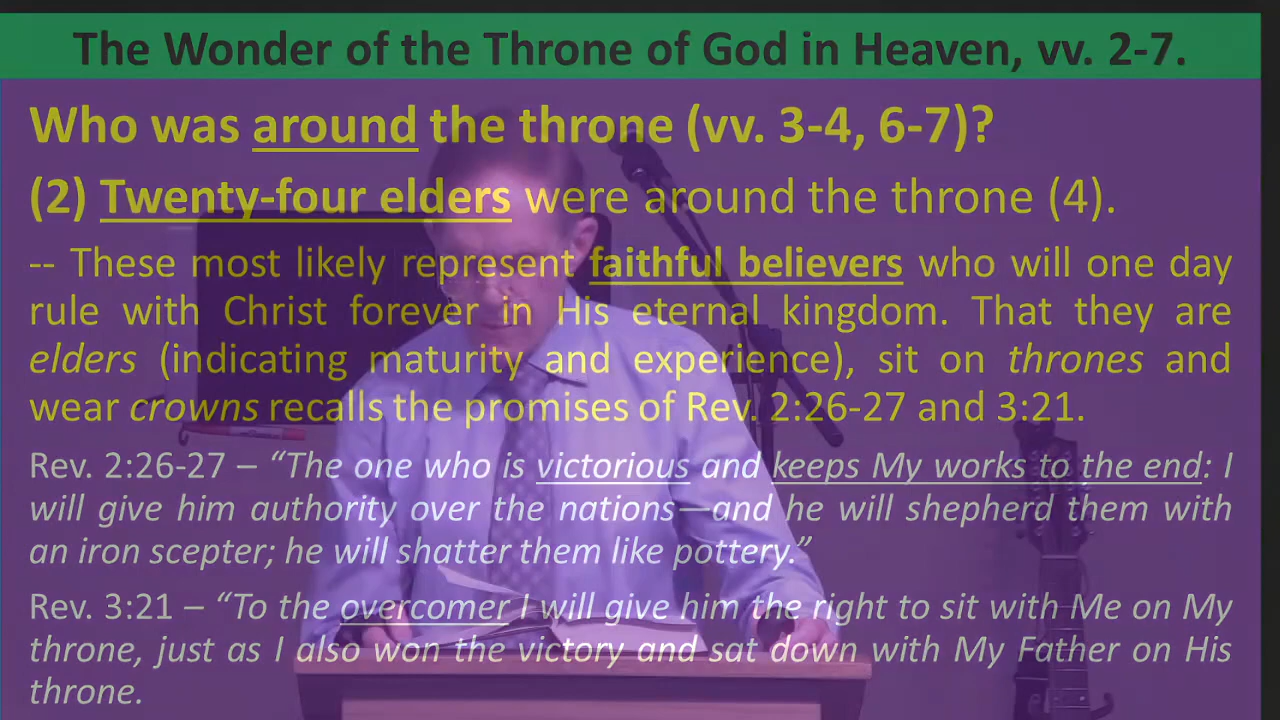 The Wonder of the Throne of God in Heaven, vv. 2-7.
Who was around the throne (vv. 3-4, 6-7)?
(2) Twenty-four elders were around the throne (4).
-- These most likely represent faithful believers who will one day
rule with Christ forever in His eternal kingdom. That they are
elders (indicating maturity and experience), sit on thrones and
wear crowns recalls the promises of Rev. 2:26-27 and 3:21.
Rev. 2:26-27 – “The one who is victorious and keeps My works to the end: I
will give him authority over the nations—and he will shepherd them with
an iron scepter; he will shatter them like pottery.”
Rev. 3:21 – “To the overcomer I will give him the right to sit with Me on My
throne, just as I also won the victory and sat down with My Father on His
throne.